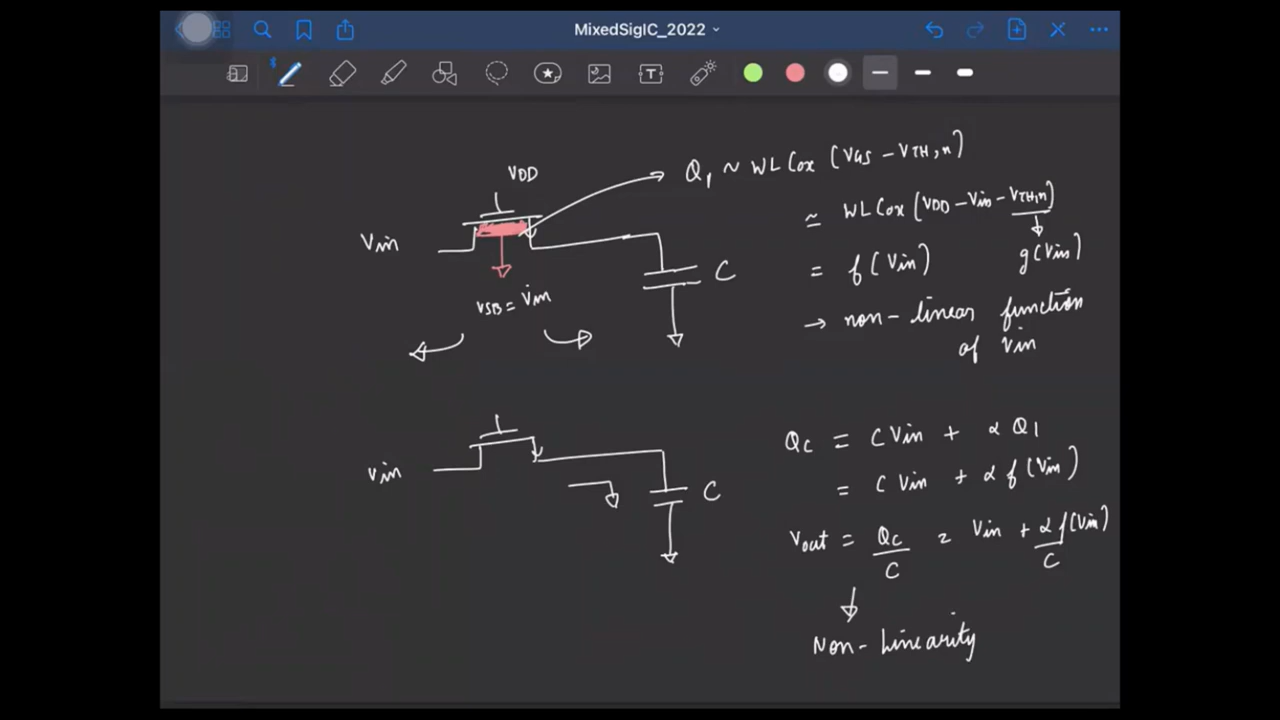 MixedSigIC_2022
VDD
Q1 ~ WL Cox (VGS - VTH,n)
Vin
≃ WL Cox (VDD - Vin - VTH,n)
= f(Vin) g(Vin)
C
VSB = Vin
→ non-linear function
of Vin
Vin
C
Qc = C Vin + α Q1
= C Vin + α f(Vin)
Vout = Qc/C = Vin + α/C f(Vin)
Non-Linearity